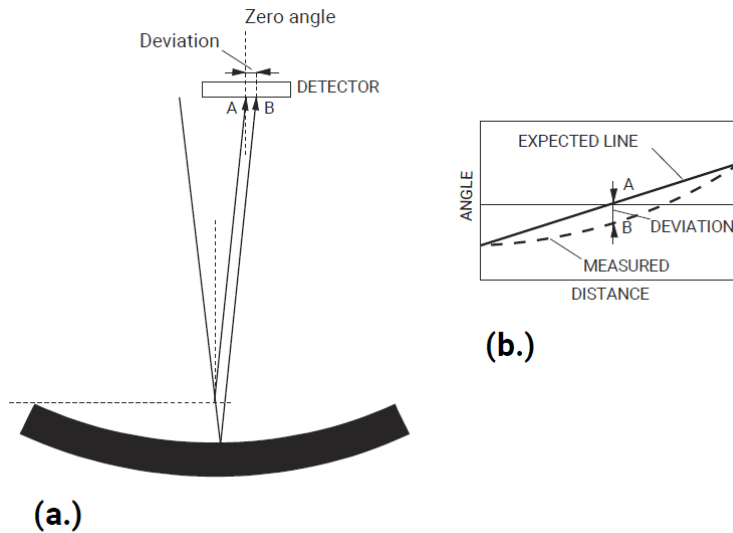 Zero angle
Deviation
DETECTOR
A
B
(a.)
EXPECTED LINE
ANGLE
A
B
DEVIATION
MEASURED
DISTANCE
(b.)